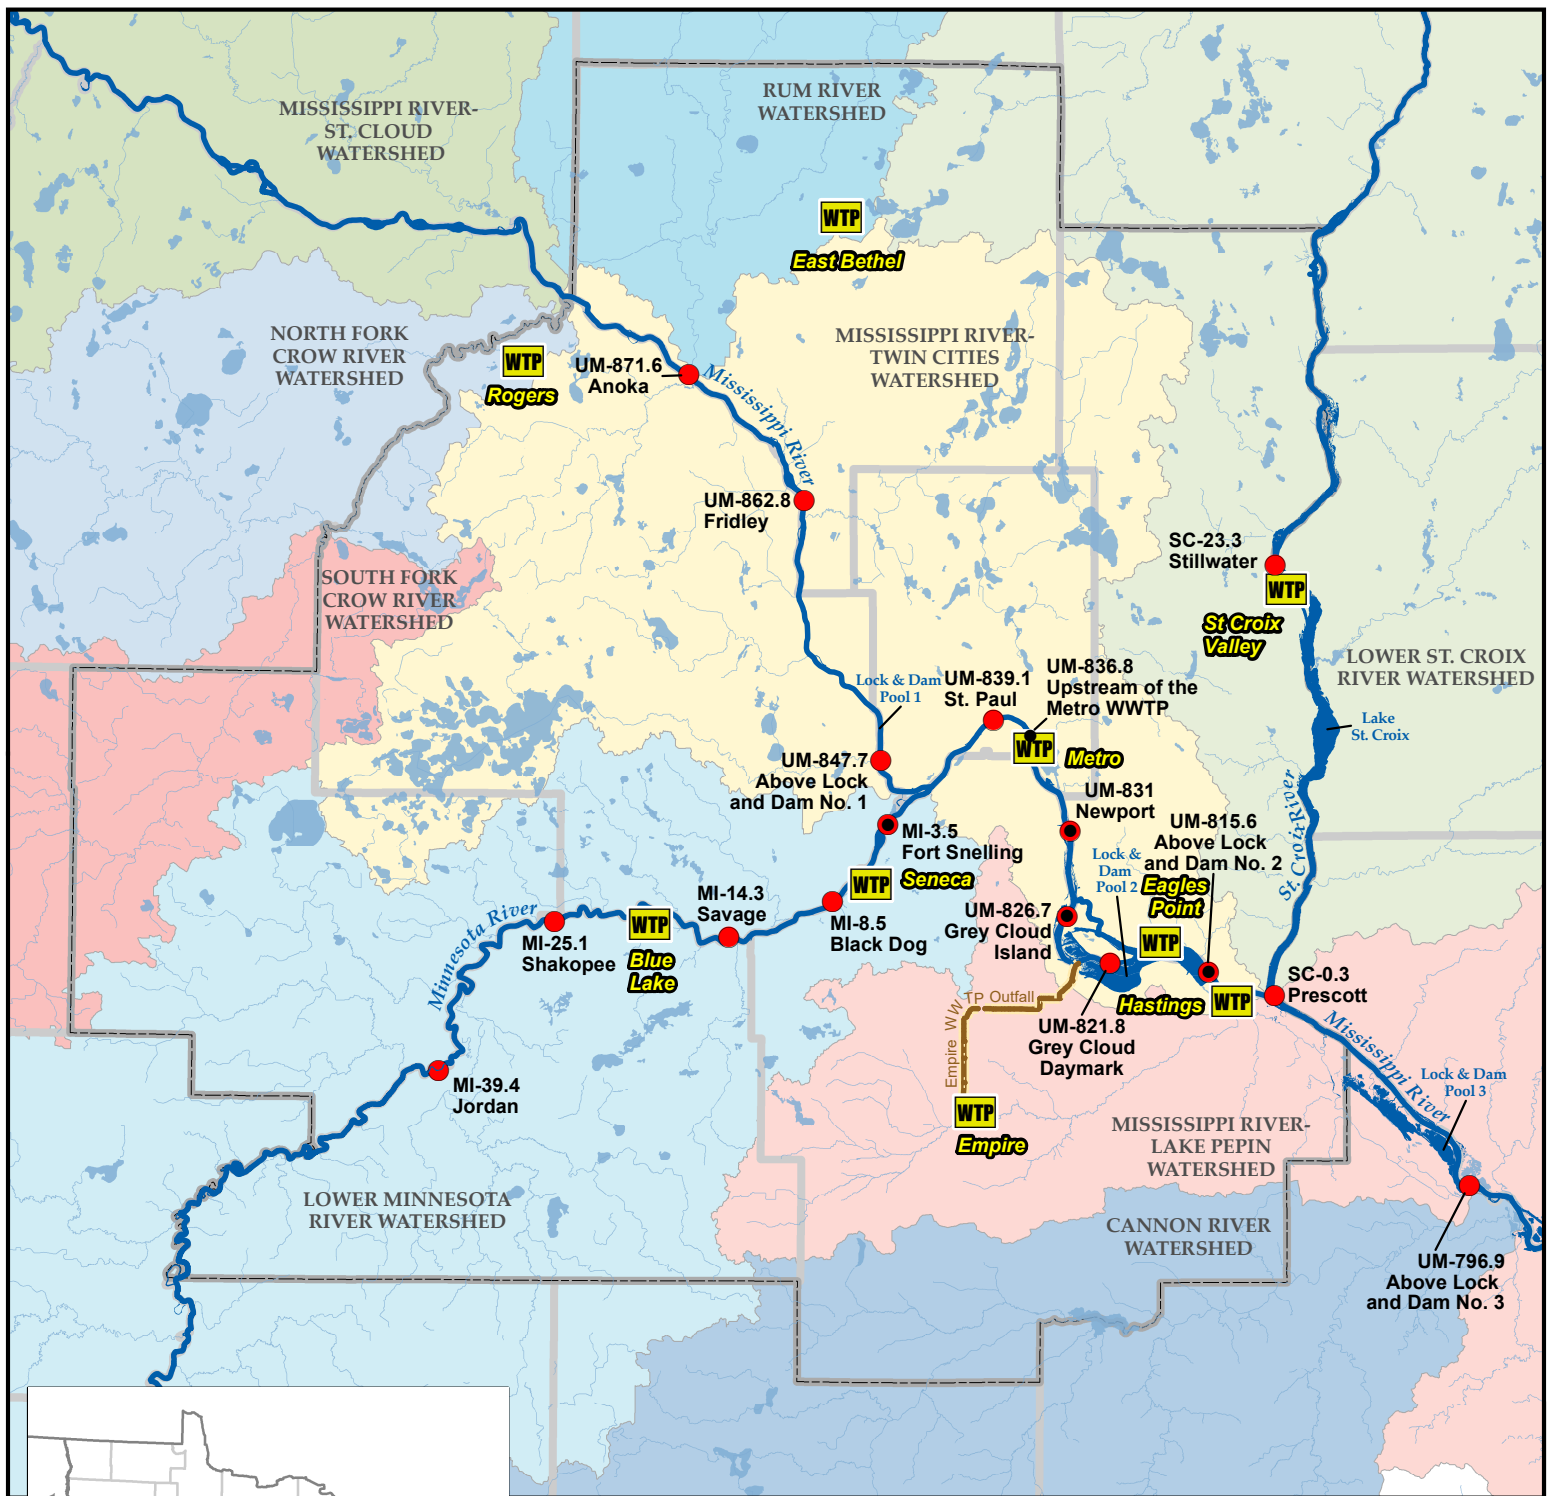 MISSISSIPPI RIVER-
ST. CLOUD
WATERSHED
RUM RIVER
WATERSHED
WTP
East Bethel
NORTH FORK
CROW RIVER
WATERSHED
WTP
Rogers
UM-871.6
Anoka
Mississippi River
MISSISSIPPI RIVER-
TWIN CITIES
WATERSHED
UM-862.8
Fridley
SOUTH FORK
CROW RIVER
WATERSHED
SC-23.3
Stillwater
WTP
St Croix
Valley
LOWER ST. CROIX
RIVER WATERSHED
Lock & Dam
Pool 1
UM-839.1
St. Paul
UM-836.8
Upstream of the
Metro WWTP
WTP
Metro
Lake
St. Croix
St. Croix River
UM-847.7
Above Lock
and Dam No. 1
UM-831
Newport
MI-3.5
Fort Snelling
UM-815.6
Above Lock
and Dam No. 2
Lock &
Dam
Pool 2
Eagles
Point
WTP
WTP
Seneca
MI-14.3
Savage
MI-8.5
Black Dog
UM-826.7
Grey Cloud
Island
Minnesota River
MI-25.1
Shakopee
WTP
Blue
Lake
SC-0.3
Prescott
Hastings
WTP
Empire WWTP Outfall
UM-821.8
Grey Cloud
Daymark
Mississippi River
Lock & Dam
Pool 3
MI-39.4
Jordan
WTP
Empire
MISSISSIPPI RIVER-
LAKE PEPIN
WATERSHED
LOWER MINNESOTA
RIVER WATERSHED
CANNON RIVER
WATERSHED
UM-796.9
Above Lock
and Dam No. 3